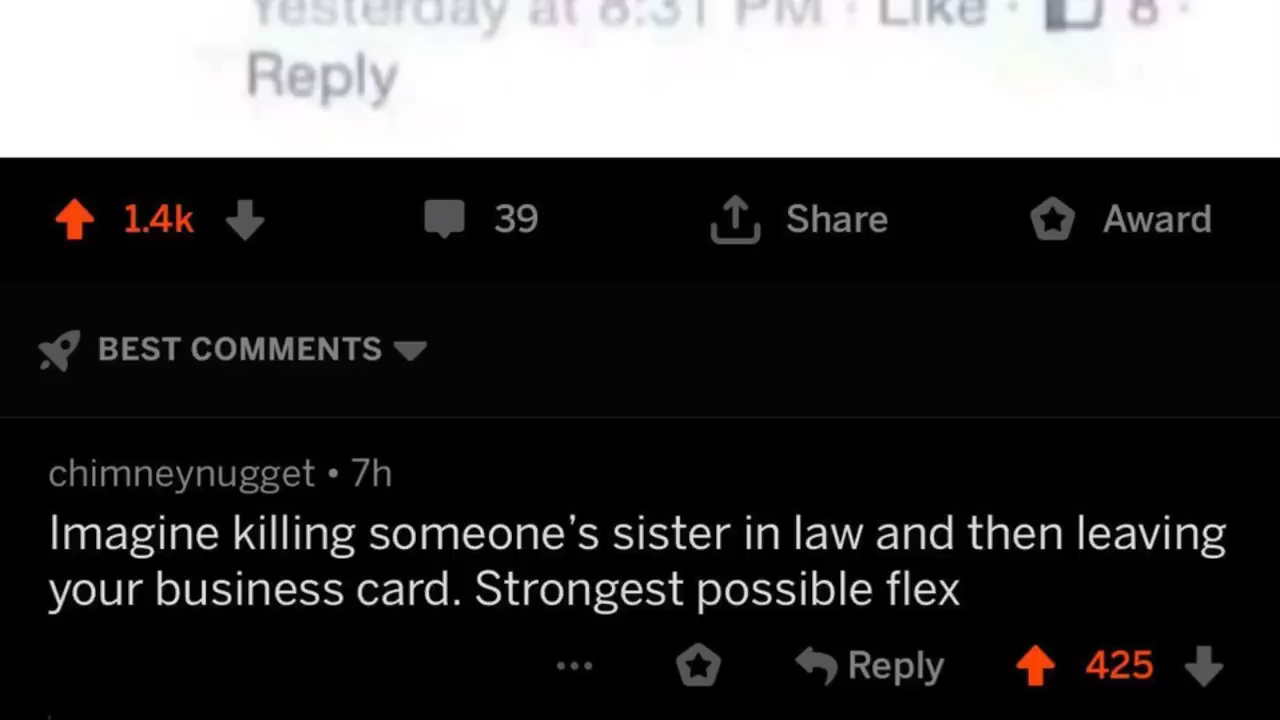 Yesterday at 8:31 PM · Like · 8 ·
Reply
1.4k 39 Share Award
BEST COMMENTS
chimneynugget • 7h
Imagine killing someone’s sister in law and then leaving
your business card. Strongest possible flex
... Reply 425